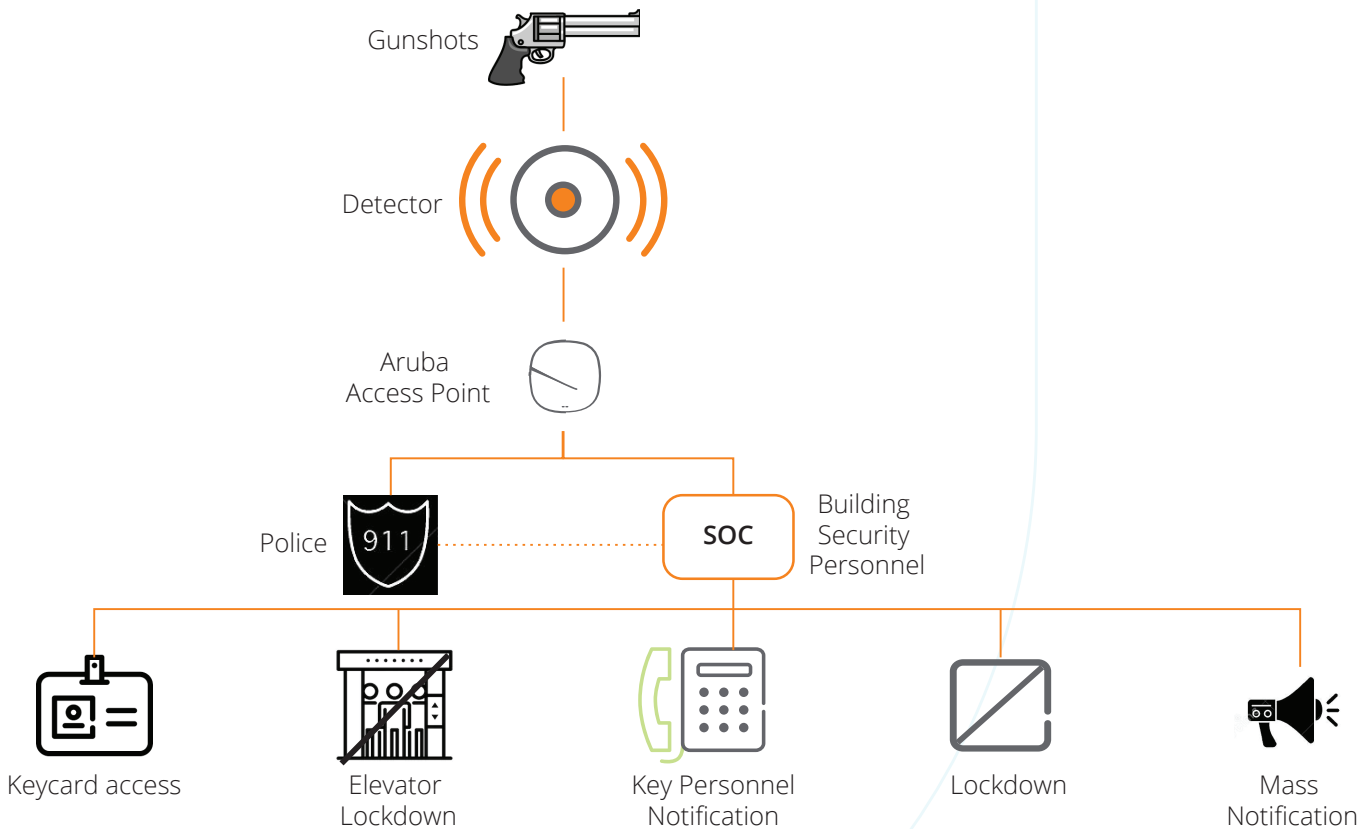 Gunshots
Detector
Aruba
Access Point
Police
911
SOC
Building
Security
Personnel
Keycard access
Elevator
Lockdown
Key Personnel
Notification
Lockdown
Mass
Notification